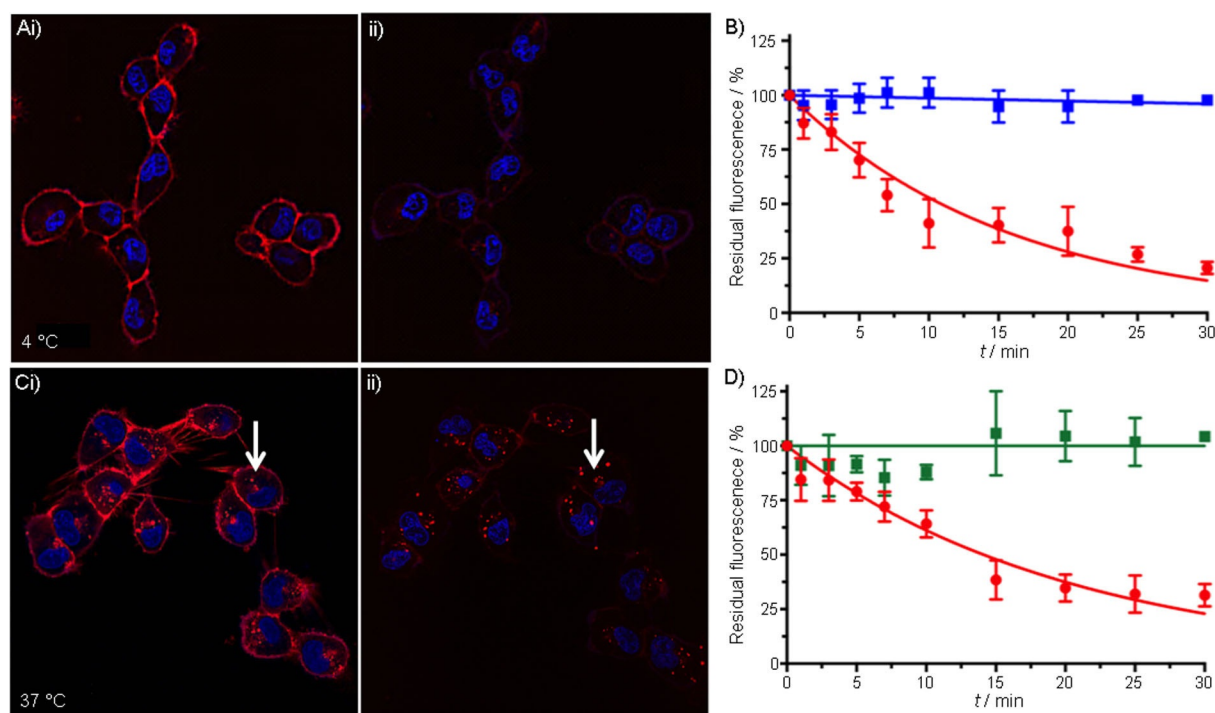 Ai)
ii)
4 °C
B)
125
100
75
50
25
0
Residual fluorescenece / %
0 5 10 15 20 25 30
t / min
Ci)
ii)
37 °C
D)
125
100
75
50
25
0
Residual fluorescenece / %
0 5 10 15 20 25 30
t / min